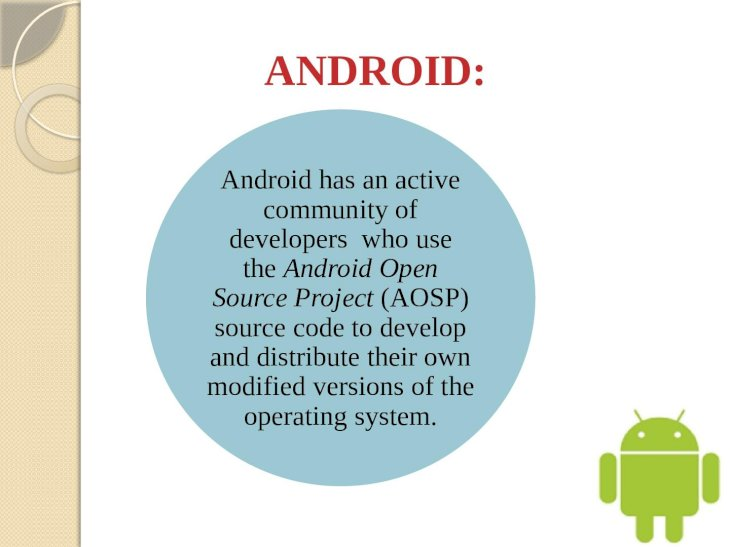 ANDROID:
Android has an active
community of
developers  who use
the Android Open
Source Project (AOSP)
source code to develop
and distribute their own
modified versions of the
operating system.